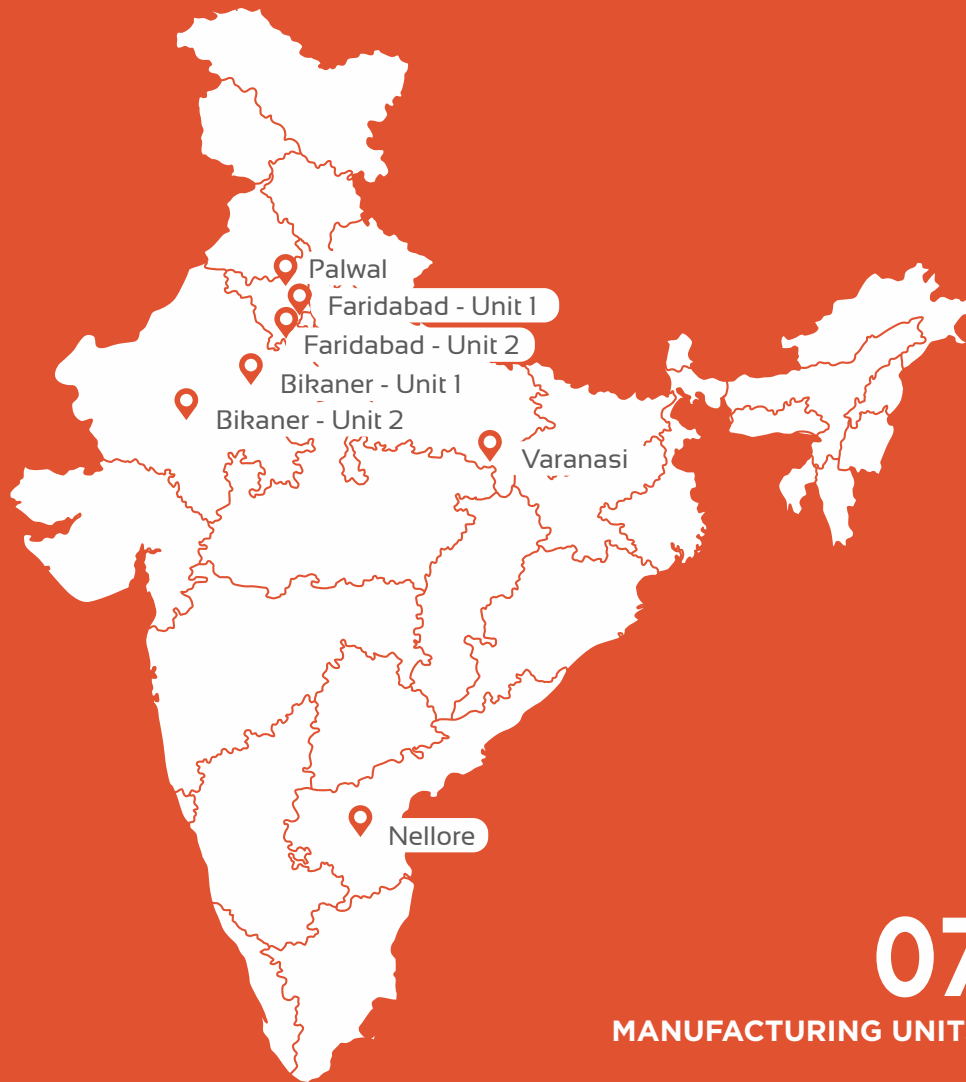 Palwal
Faridabad - Unit 1
Faridabad - Unit 2
Bikaner - Unit 1
Bikaner - Unit 2
Varanasi
Nellore
07
MANUFACTURING UNIT